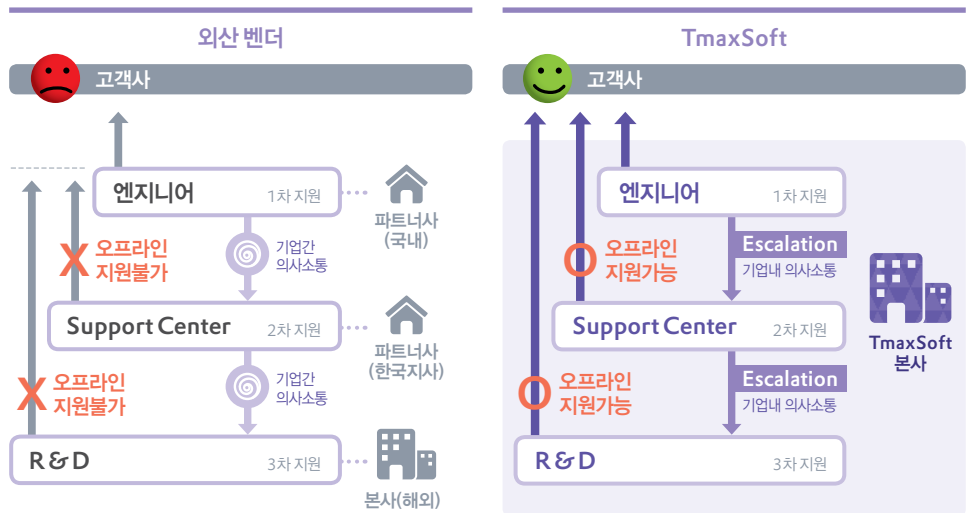 외산 벤더
고객사
엔지니어
1차 지원
파트너사
(국내)
X
오프라인
지원불가
기업간
의사소통
Support Center
2차 지원
파트너사
(한국지사)
X
오프라인
지원불가
기업간
의사소통
R & D
3차 지원
본사(해외)
TmaxSoft
고객사
엔지니어
1차 지원
O
오프라인
지원가능
Escalation
기업내 의사소통
Support Center
2차 지원
TmaxSoft
본사
O
오프라인
지원가능
Escalation
기업내 의사소통
R & D
3차 지원